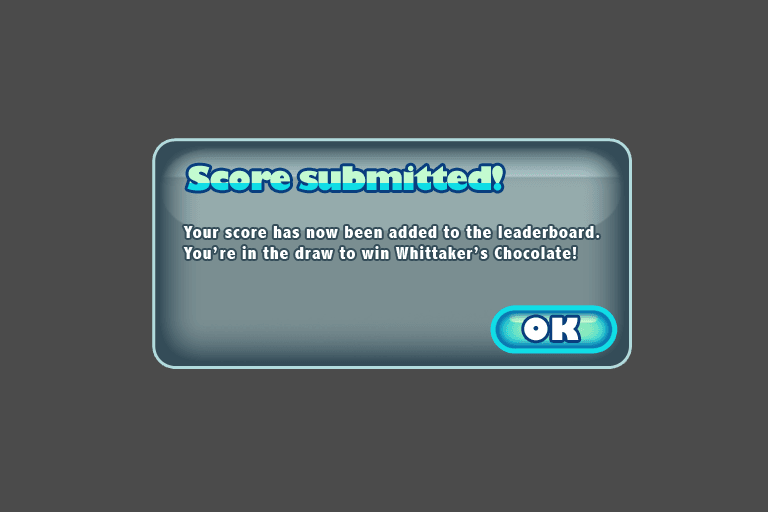 Score submitted!
Your score has now been added to the leaderboard.
You're in the draw to win Whittaker's Chocolate!
OK